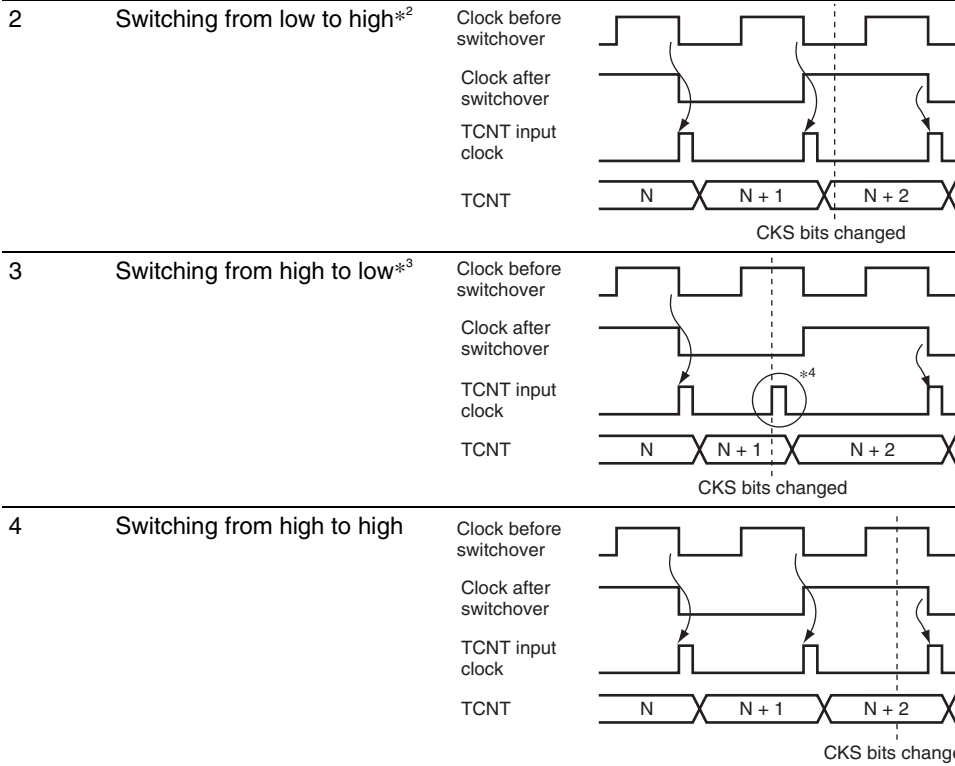 2 Switching from low to high*2
Clock before
switchover
Clock after
switchover
TCNT input
clock
TCNT N N + 1 N + 2
CKS bits changed
3 Switching from high to low*3
Clock before
switchover
Clock after
switchover
TCNT input
clock
*4
TCNT N N + 1 N + 2
CKS bits changed
4 Switching from high to high
Clock before
switchover
Clock after
switchover
TCNT input
clock
TCNT N N + 1 N + 2
CKS bits change